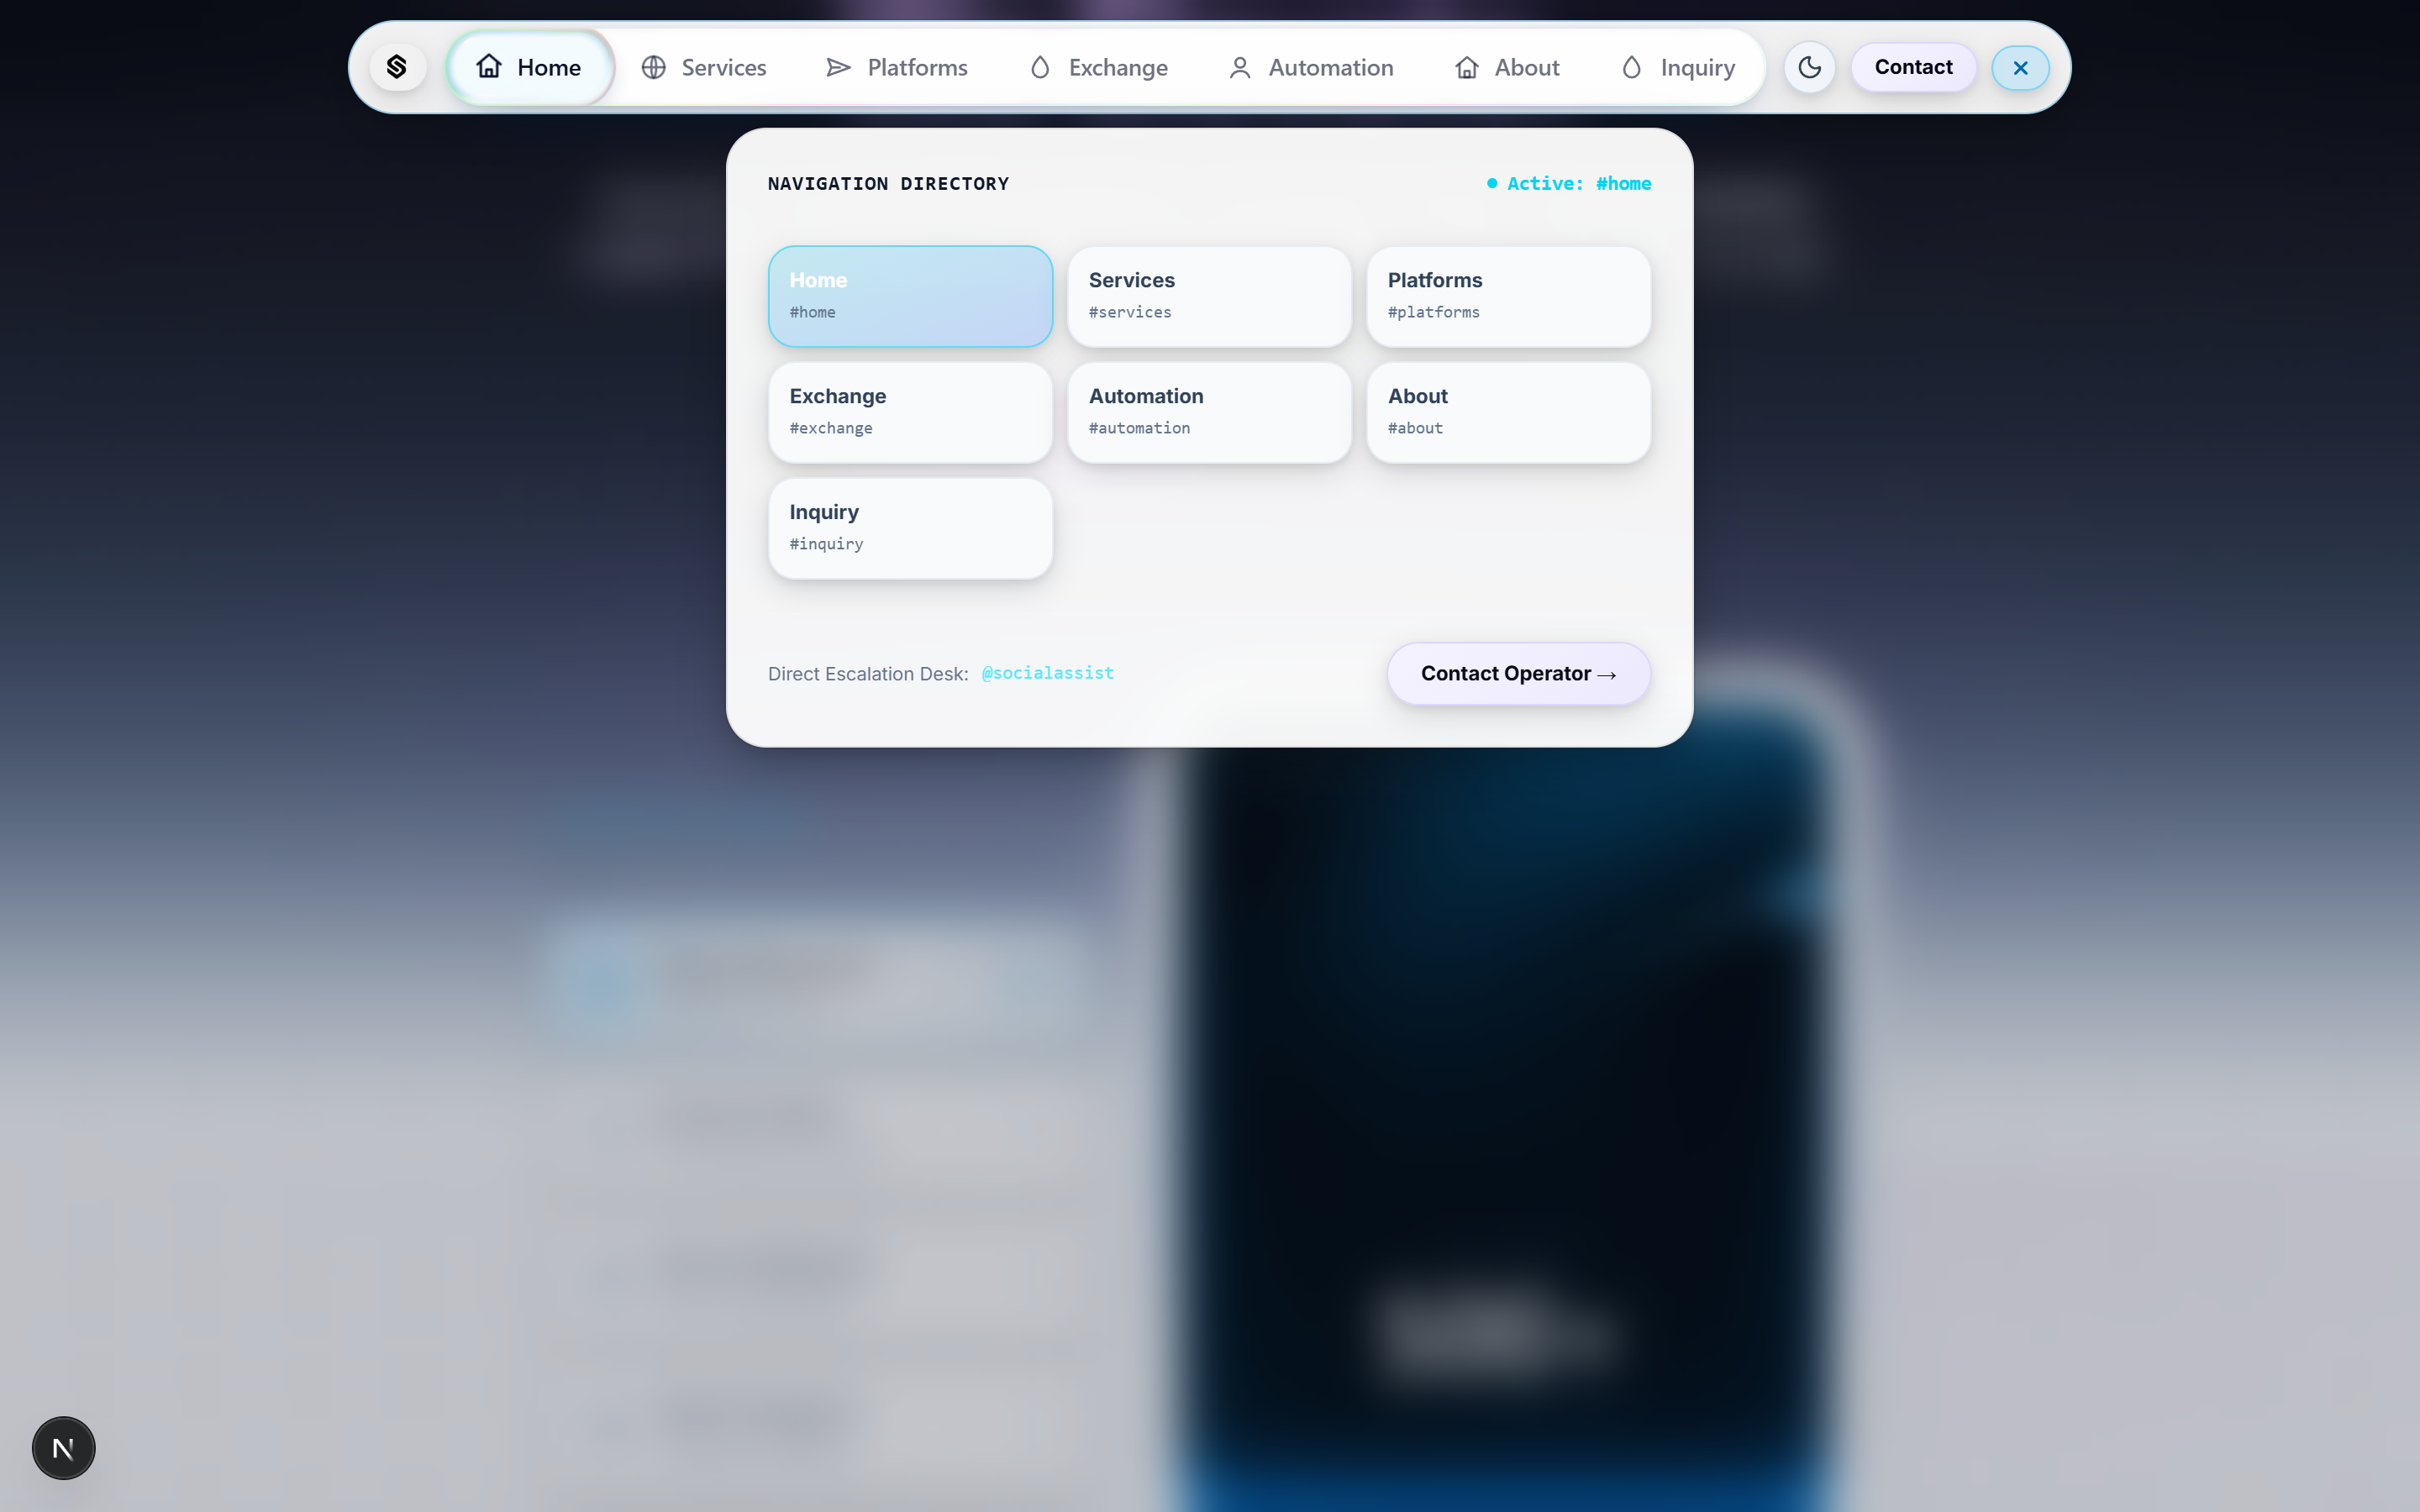 Home Services Platforms Exchange Automation About Inquiry Contact
NAVIGATION DIRECTORY
Active: #home
Home
#home
Services
#services
Platforms
#platforms
Exchange
#exchange
Automation
#automation
About
#about
Inquiry
#inquiry
Direct Escalation Desk: @socialassist
Contact Operator →
N